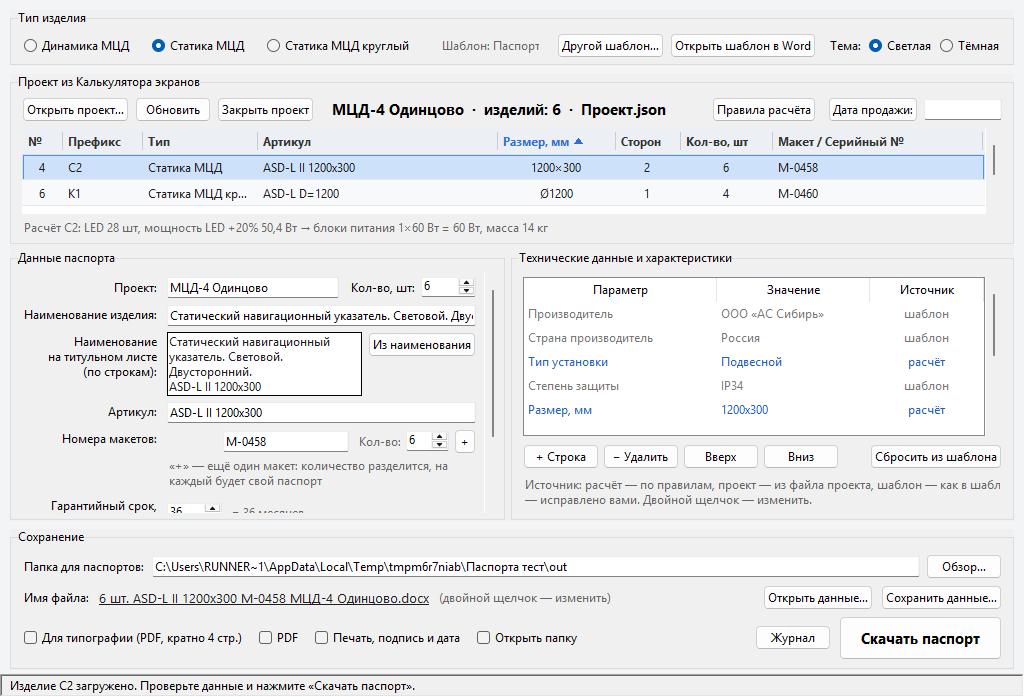 Тип изделия
Динамика МЦД Статика МЦД Статика МЦД круглый Шаблон: Паспорт Другой шаблон... Открыть шаблон в Word Тема: Светлая Тёмная
Проект из Калькулятора экранов
Открыть проект... Обновить Закрыть проект МЦД-4 Одинцово · изделий: 6 · Проект.json Правила расчёта Дата продажи:
№ Префикс Тип Артикул Размер, мм Сторон Кол-во, шт Макет / Серийный №
4 С2 Статика МЦД ASD-L II 1200x300 1200×300 2 6 М-0458
6 К1 Статика МЦД кр... ASD-L D=1200 Ø1200 1 4 М-0460
Расчёт С2: LED 28 шт, мощность LED +20% 50,4 Вт → блоки питания 1×60 Вт = 60 Вт, масса 14 кг
Данные паспорта
Проект: МЦД-4 Одинцово Кол-во, шт: 6
Наименование изделия: Статический навигационный указатель. Световой. Дву
Наименование
на титульном листе
(по строкам):
Статический навигационный
указатель. Световой.
Двусторонний.
ASD-L II 1200x300
Из наименования
Артикул: ASD-L II 1200x300
Номера макетов: М-0458 Кол-во: 6 +
«+» — ещё один макет: количество разделится, на
каждый будет свой паспорт
Гарантийный срок, 36 = 36 месяцев
Технические данные и характеристики
Параметр Значение Источник
Производитель ООО «АС Сибирь» шаблон
Страна производитель Россия шаблон
Тип установки Подвесной расчёт
Степень защиты IP34 шаблон
Размер, мм 1200x300 расчёт
+ Строка − Удалить Вверх Вниз Сбросить из шаблона
Источник: расчёт — по правилам, проект — из файла проекта, шаблон — как в шабл
— исправлено вами. Двойной щелчок — изменить.
Сохранение
Папка для паспортов: C:\Users\RUNNER~1\AppData\Local\Temp\tmpm6r7niab\Паспорта тест\out Обзор...
Имя файла: 6 шт. ASD-L II 1200x300 М-0458 МЦД-4 Одинцово.docx (двойной щелчок — изменить) Открыть данные... Сохранить данные...
Для типографии (PDF, кратно 4 стр.) PDF Печать, подпись и дата Открыть папку Журнал Скачать паспорт
Изделие С2 загружено. Проверьте данные и нажмите «Скачать паспорт».